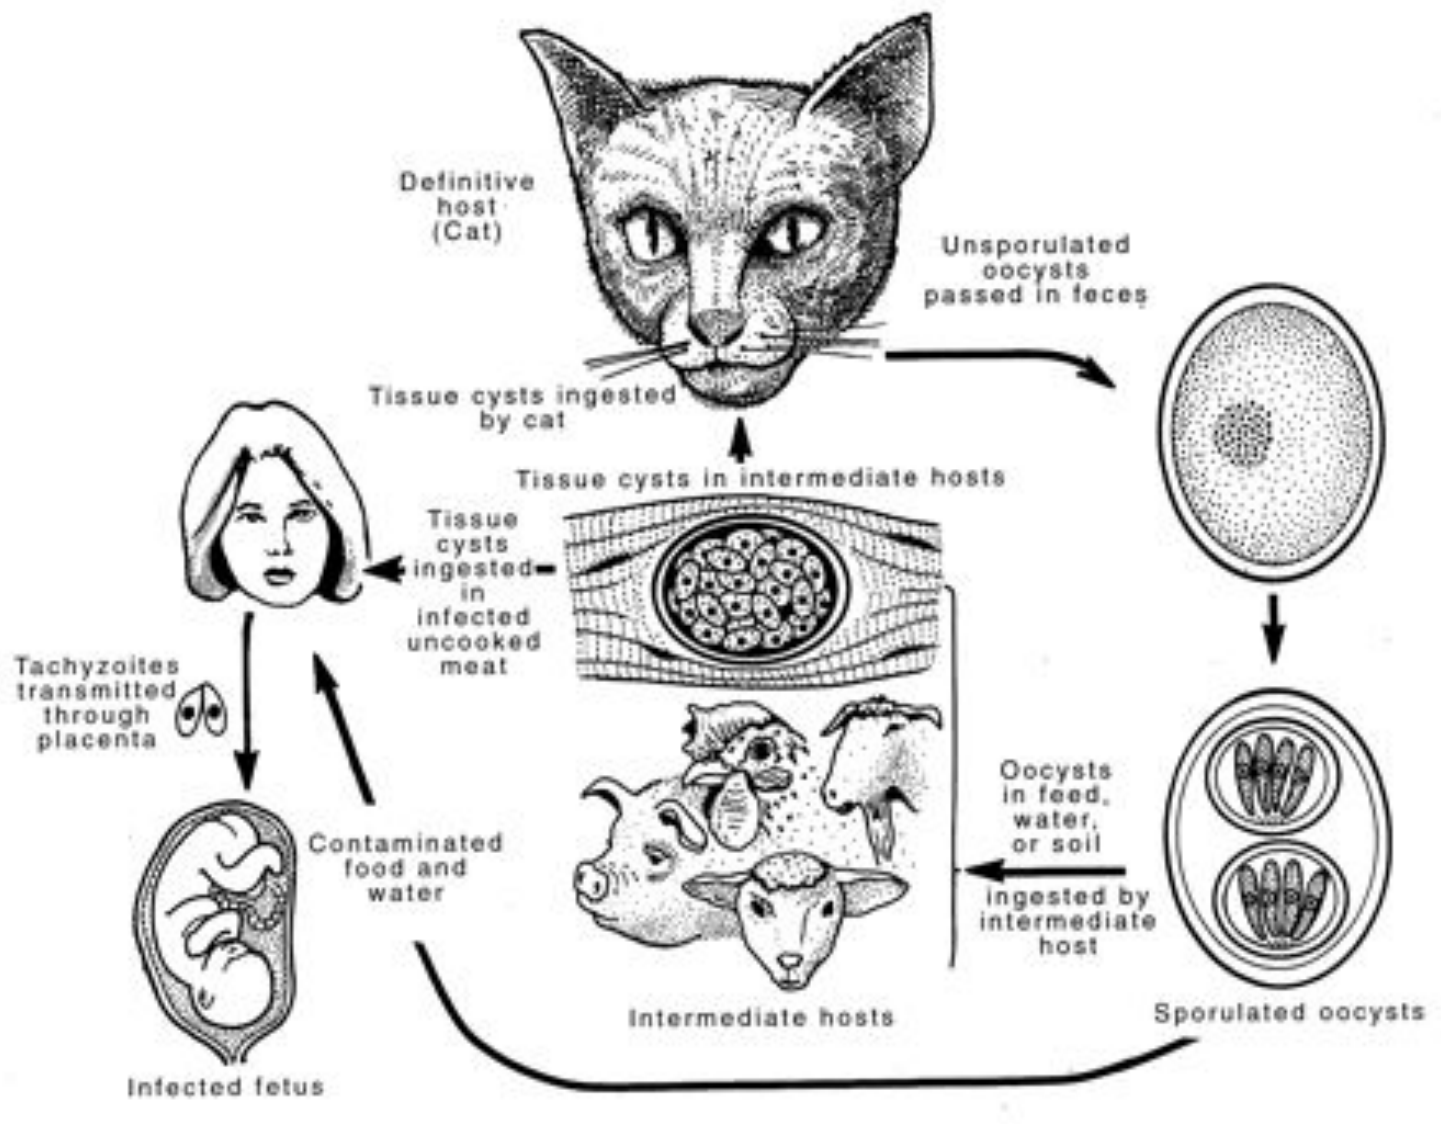 Definitive
host
(Cat)
Unsporulated
oocysts
passed in feces
Tissue cysts ingested
by cat
Tissue cysts in intermediate hosts
Tissue
cysts
ingested
in
infected
uncooked
meat
Tachyzoites
transmitted
through
placenta
Oocysts
in feed,
water,
or soil
ingested by
intermediate
host
Contaminated
food and
water
Intermediate hosts
Sporulated oocysts
Infected fetus